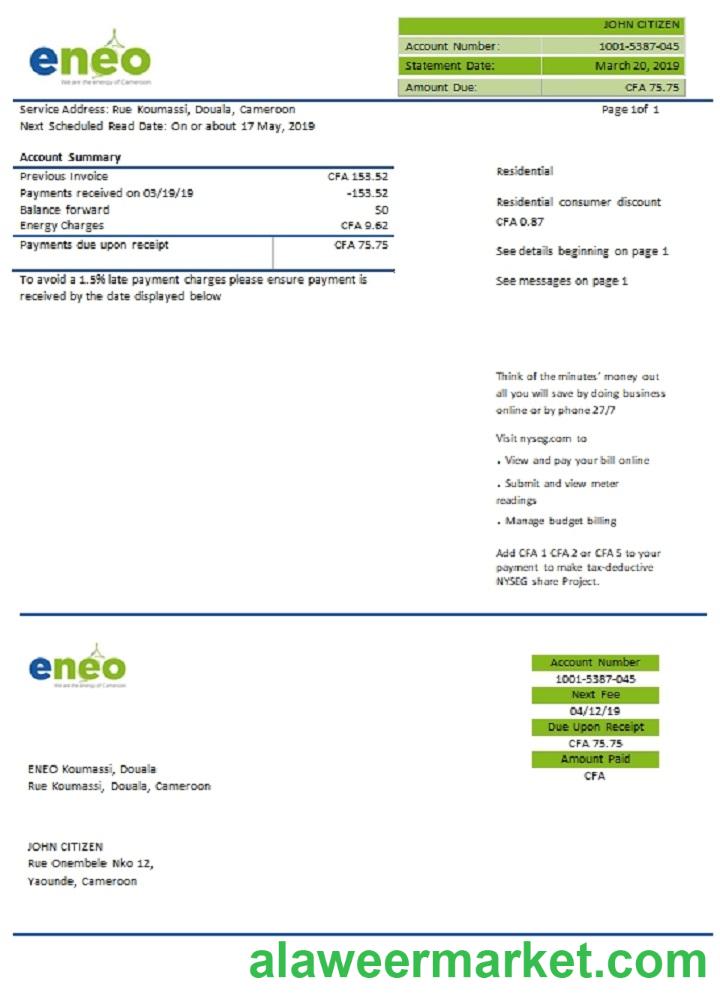 eneo
We are the energy of Cameroon
JOHN CITIZEN
Account Number: 1001-5387-045
Statement Date: March 20, 2019
Amount Due: CFA 75.75
Service Address: Rue Koumassi, Douala, Cameroon
Page 1of 1
Next Scheduled Read Date: On or about 17 May, 2019
Account Summary
Previous Invoice CFA 153.52
Payments received on 03/19/19 -153.52
Balance forward S0
Energy Charges CFA 9.62
Payments due upon receipt CFA 75.75
To avoid a 1.5% late payment charges please ensure payment is
received by the date displayed below
Residential
Residential consumer discount
CFA 0.87
See details beginning on page 1
See messages on page 1
Think of the minutes' money out
all you will save by doing business
online or by phone 27/7
Visit nyseg.com to
. View and pay your bill online
. Submit and view meter
readings
. Manage budget billing
Add CFA 1 CFA 2 or CFA 5 to your
payment to make tax-deductive
NYSEG share Project.
eneo
We are the energy of Cameroon
Account Number
1001-5387-045
Next Fee
04/12/19
Due Upon Receipt
CFA 75.75
Amount Paid
CFA
ENEO Koumassi, Douala
Rue Koumassi, Douala, Cameroon
JOHN CITIZEN
Rue Onembele Nko 12,
Yaounde, Cameroon
alaweermarket.com